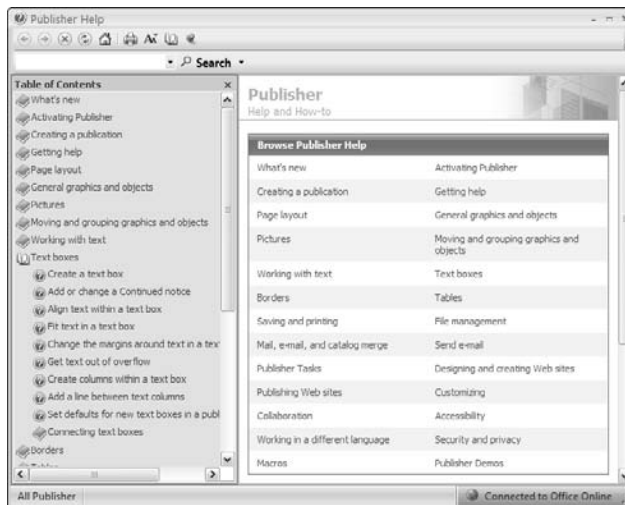 Publisher Help
Search
Table of Contents
What's new
Activating Publisher
Creating a publication
Getting help
Page layout
General graphics and objects
Pictures
Moving and grouping graphics and objects
Working with text
Text boxes
Create a text box
Add or change a Continued notice
Align text within a text box
Fit text in a text box
Change the margins around text in a tex
Get text out of overflow
Create columns within a text box
Add a line between text columns
Set defaults for new text boxes in a publ
Connecting text boxes
Borders
Tables
Publisher
Help and How-to
Browse Publisher Help
What's new Activating Publisher
Creating a publication Getting help
Page layout General graphics and objects
Pictures Moving and grouping graphics and
objects
Working with text Text boxes
Borders Tables
Saving and printing File management
Mail, e-mail, and catalog merge Send e-mail
Publisher Tasks Designing and creating Web sites
Publishing Web sites Customizing
Collaboration Accessibility
Working in a different language Security and privacy
Macros Publisher Demos
All Publisher
Connected to Office Online